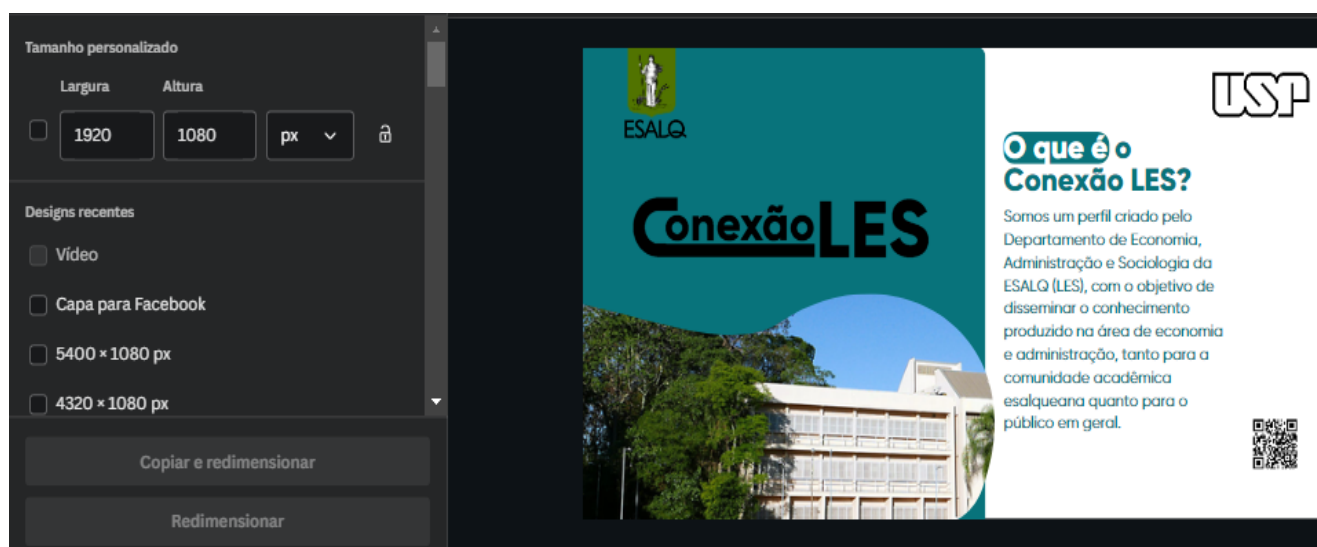 Tamanho personalizado
Largura Altura
1920 1080 px
Designs recentes
Vídeo
Capa para Facebook
5400 × 1080 px
4320 × 1080 px
Copiar e redimensionar
Redimensionar
ESALQ
ConexãoLES
USP
O que é o
Conexão LES?
Somos um perfil criado pelo
Departamento de Economia,
Administração e Sociologia da
ESALQ (LES), com o objetivo de
disseminar o conhecimento
produzido na área de economia
e administração, tanto para a
comunidade acadêmica
esalqueana quanto para o
público em geral.